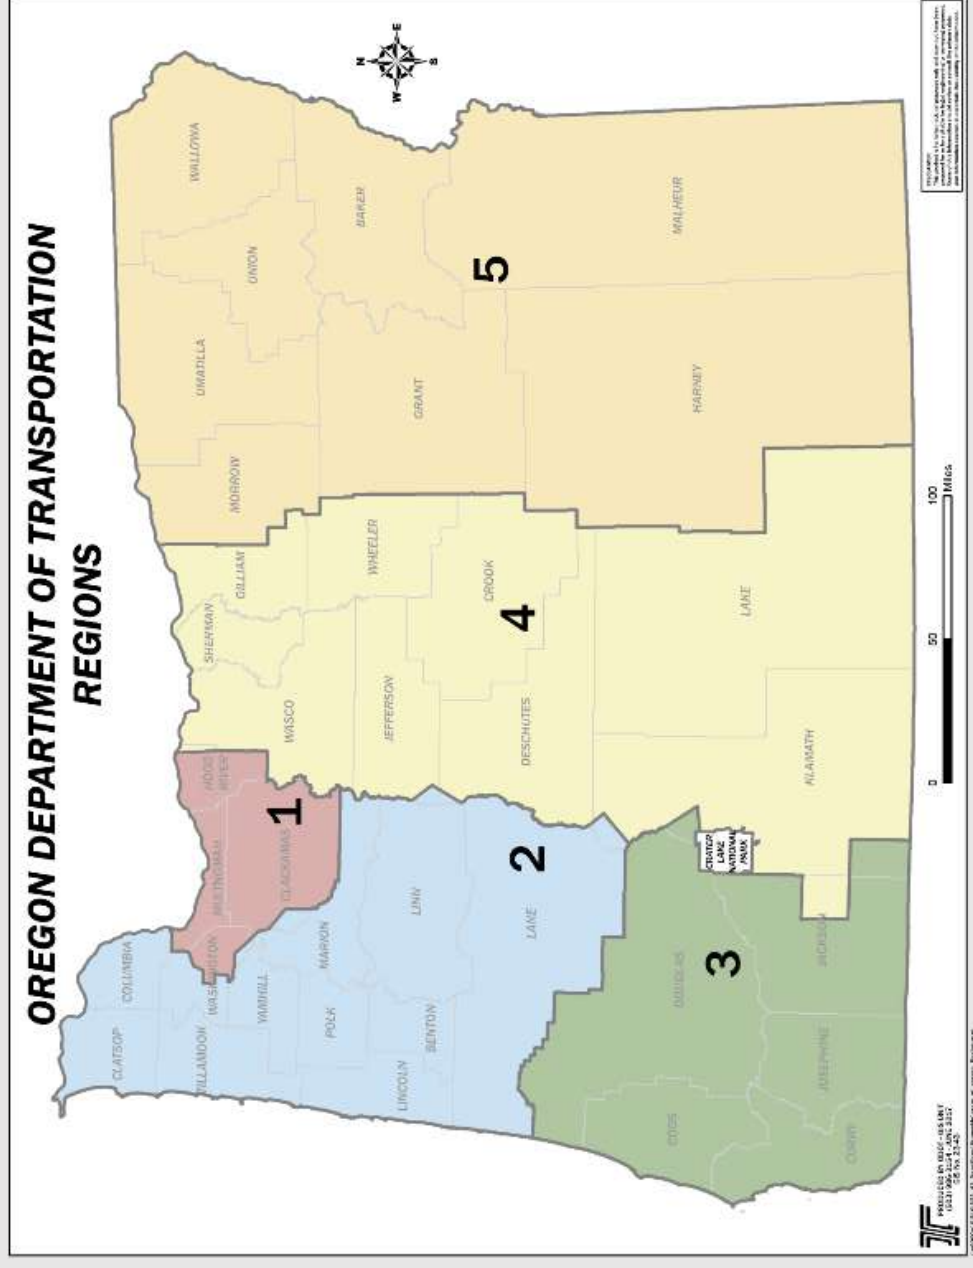 OREGON DEPARTMENT OF TRANSPORTATION
REGIONS
CLATSOP
COLUMBIA
TILLAMOOK
WASHINGTON
MULTNOMAH
HOOD
RIVER
CLACKAMAS
1
YAMHILL
POLK
MARION
LINCOLN
BENTON
LINN
LANE
2
COOS
DOUGLAS
3
CURRY
JOSEPHINE
JACKSON
CRATER
LAKE
NATIONAL
PARK
WASCO
SHERMAN
GILLIAM
WHEELER
JEFFERSON
CROOK
DESCHUTES
4
KLAMATH
LAKE
MORROW
UMATILLA
UNION
WALLOWA
GRANT
BAKER
5
HARNEY
MALHEUR
N
W
E
S
0
50
100
Miles